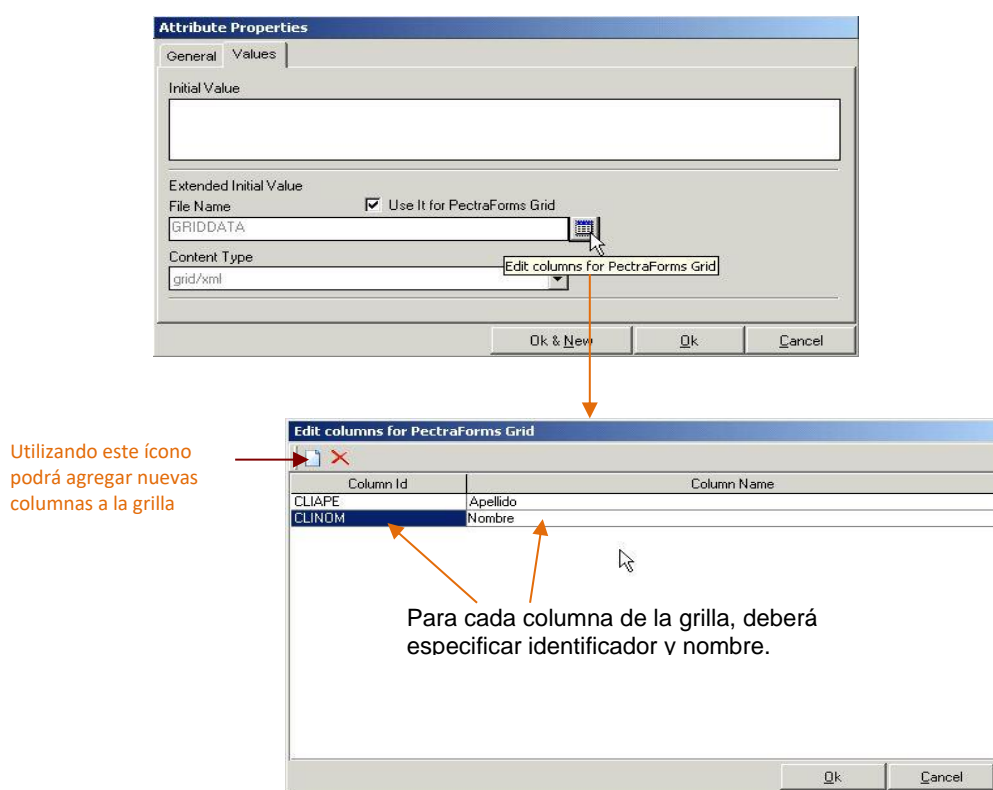 Attribute Properties
General Values
Initial Value
Extended Initial Value
File Name Use It for PectraForms Grid
GRIDDATA
Edit columns for PectraForms Grid
Content Type
grid/xml
Ok & New Ok Cancel
Edit columns for PectraForms Grid
Utilizando este ícono
podrá agregar nuevas
columnas a la grilla
Column Id Column Name
CLIAPE Apellido
CLINOM Nombre
Para cada columna de la grilla, deberá
especificar identificador y nombre.
Ok Cancel